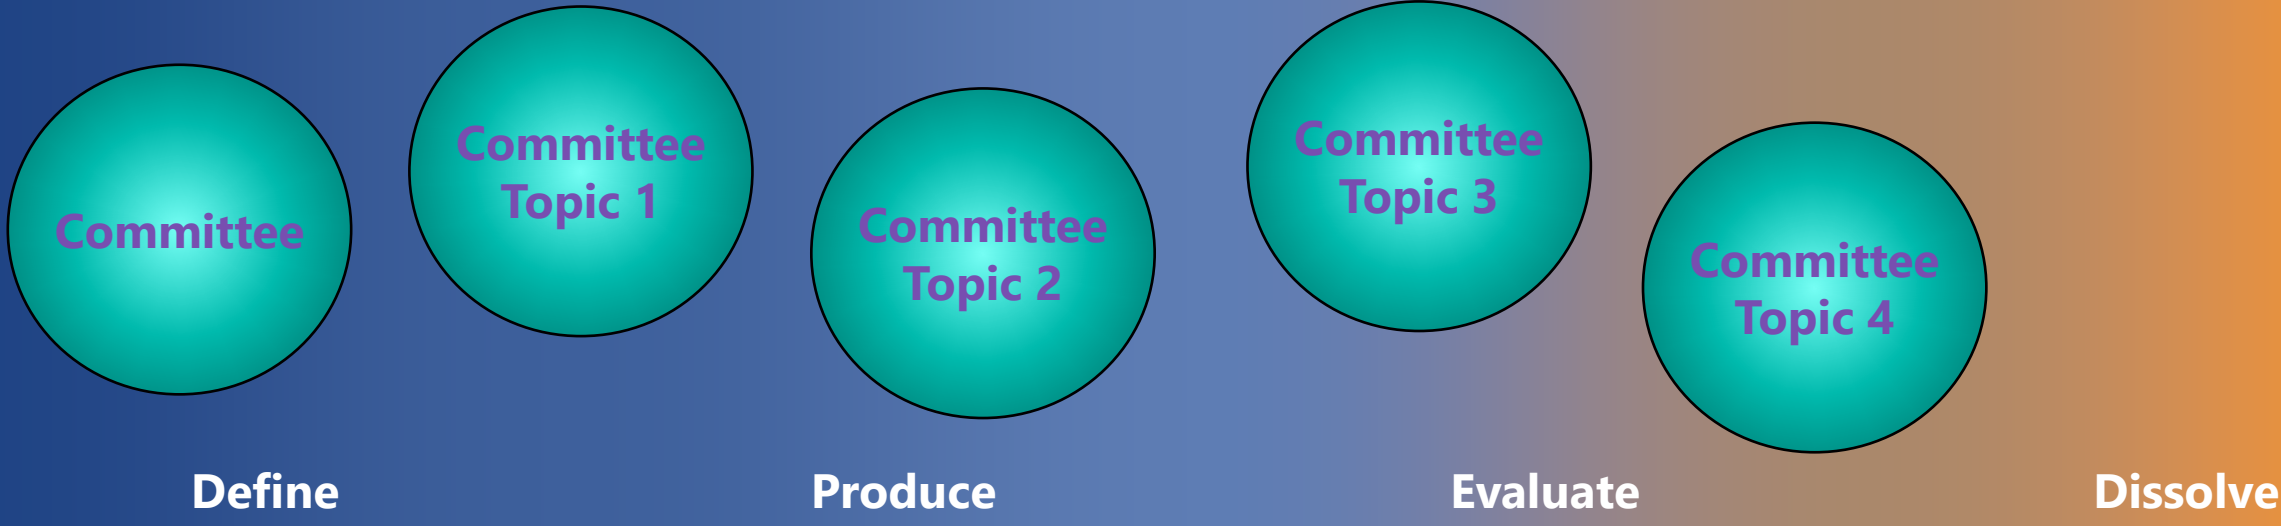 Committee
Committee
Topic 1
Committee
Topic 2
Committee
Topic 3
Committee
Topic 4
Define
Produce
Evaluate
Dissolve